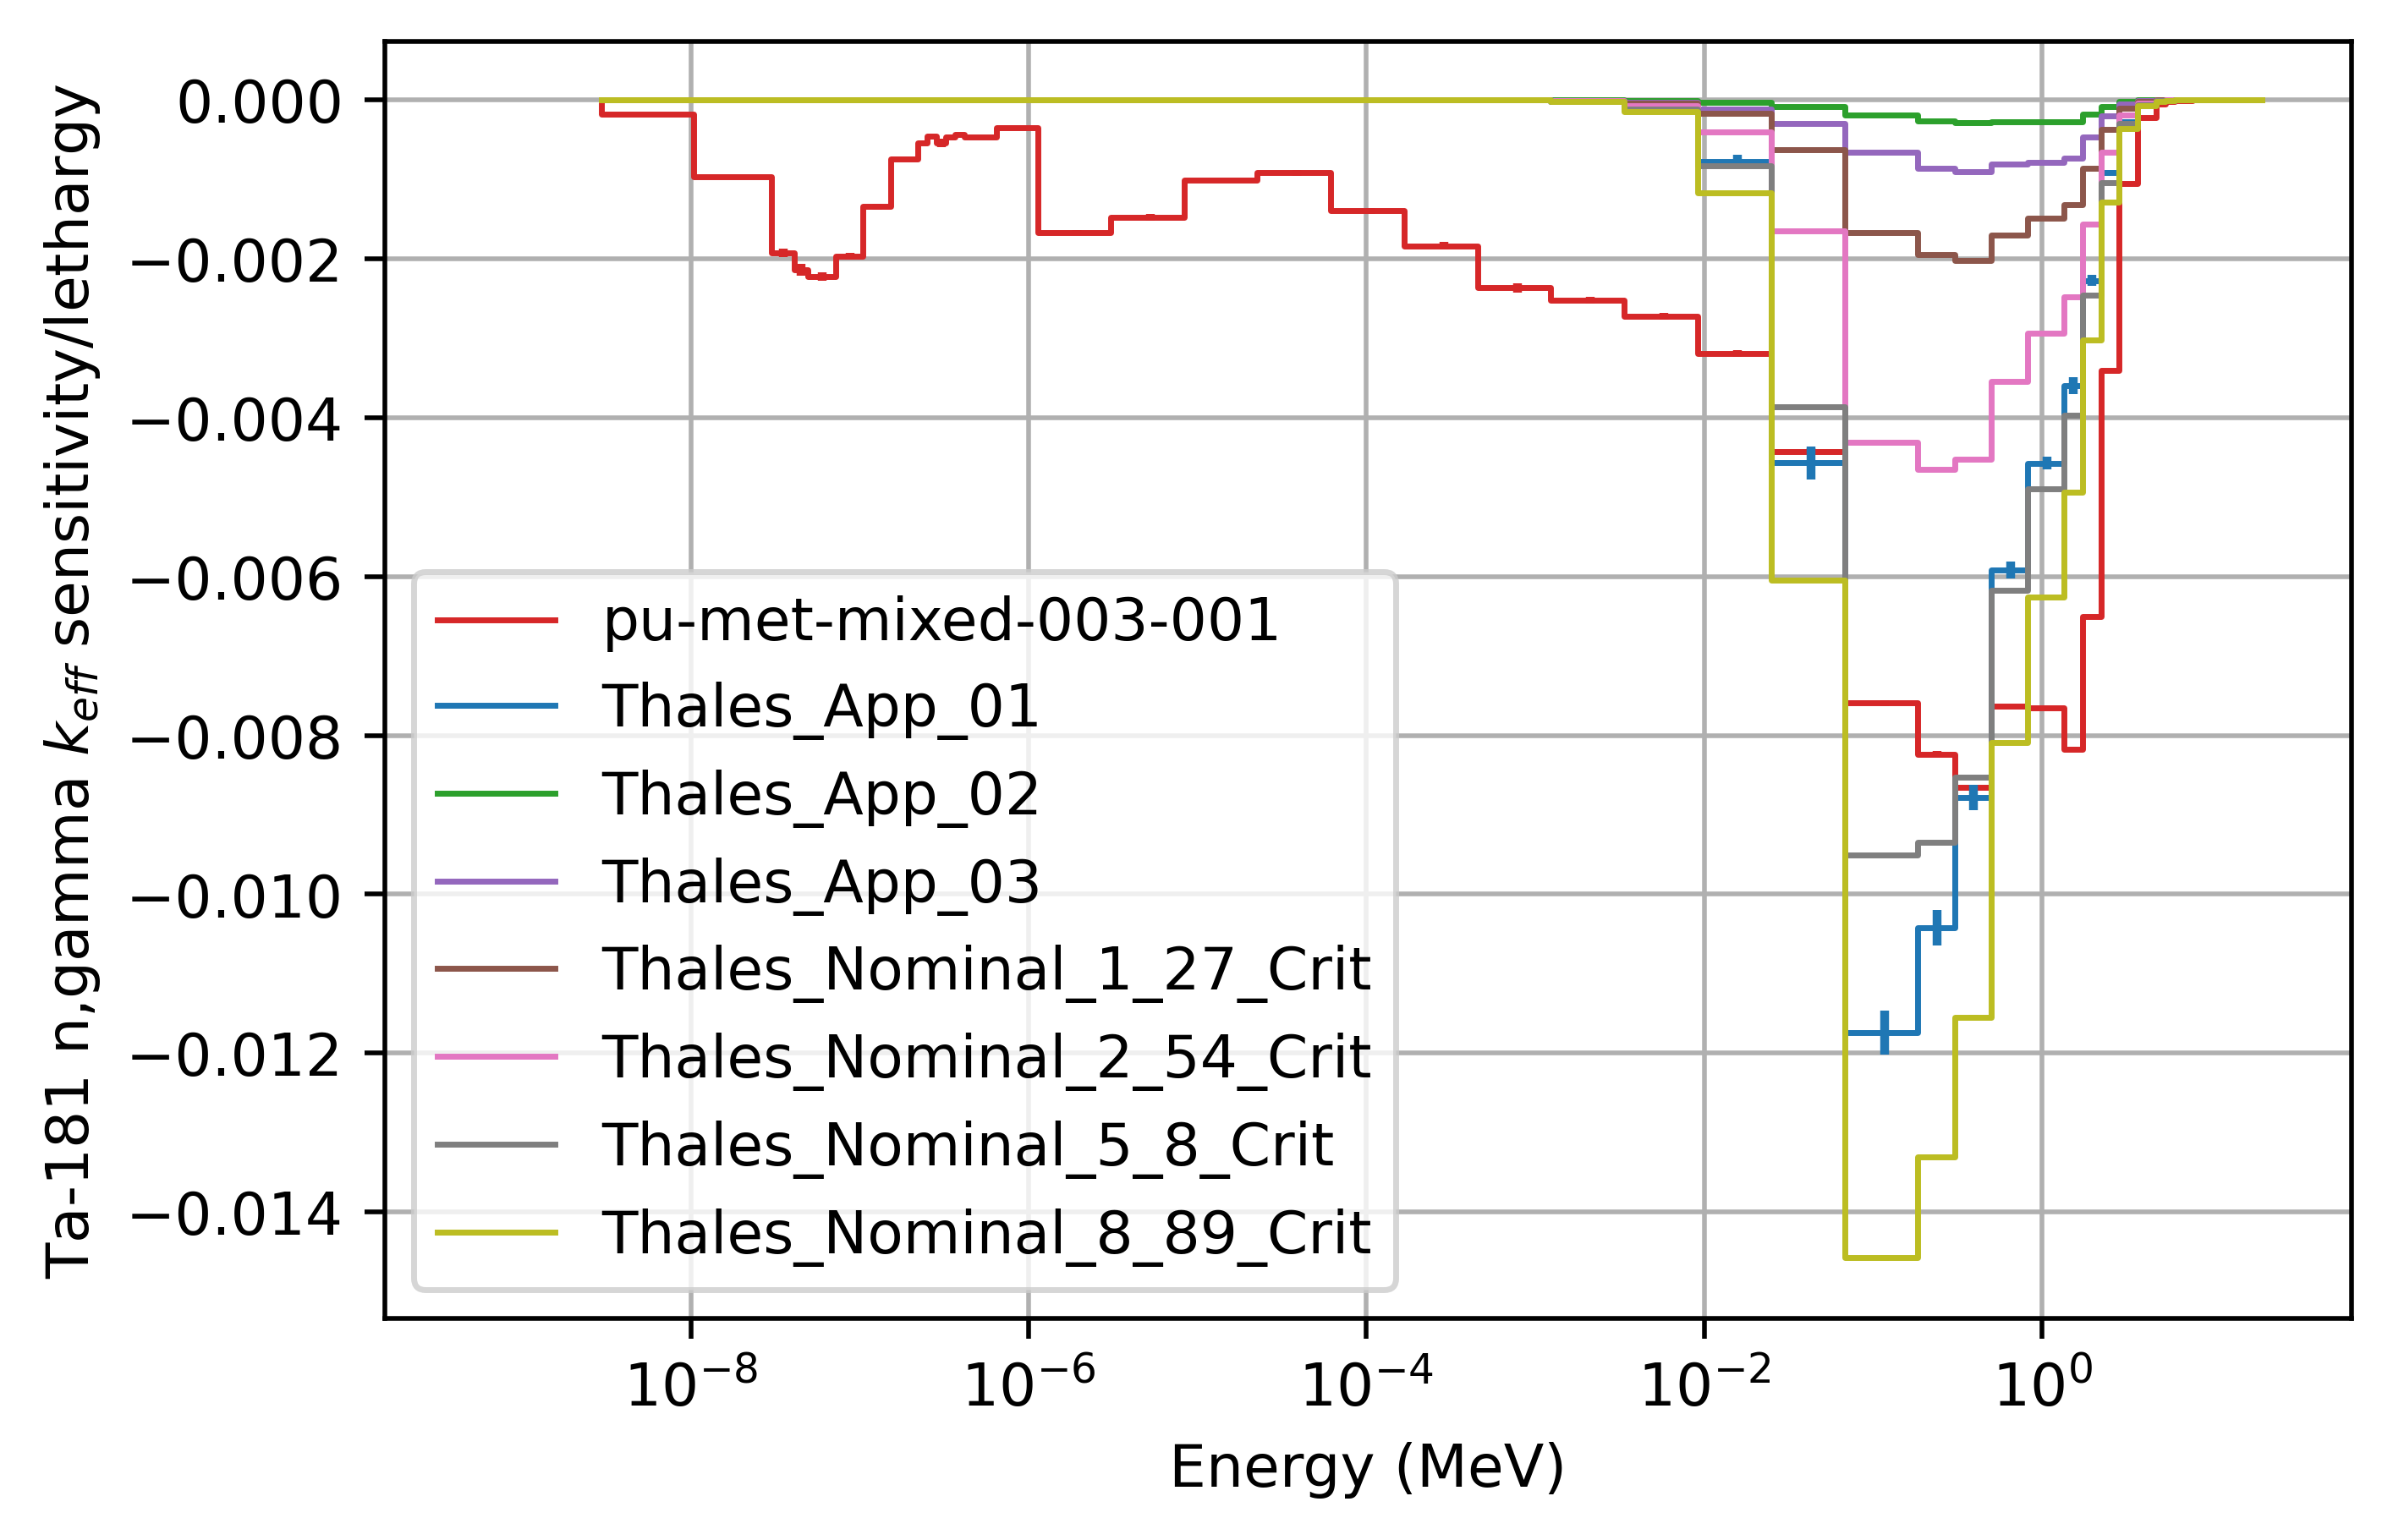 Ta-181 n,gamma k_eff sensitivity/lethargy
0.000
−0.002
−0.004
−0.006
−0.008
−0.010
−0.012
−0.014
pu-met-mixed-003-001
Thales_App_01
Thales_App_02
Thales_App_03
Thales_Nominal_1_27_Crit
Thales_Nominal_2_54_Crit
Thales_Nominal_5_8_Crit
Thales_Nominal_8_89_Crit
10⁻⁸ 10⁻⁶ 10⁻⁴ 10⁻² 10⁰
Energy (MeV)